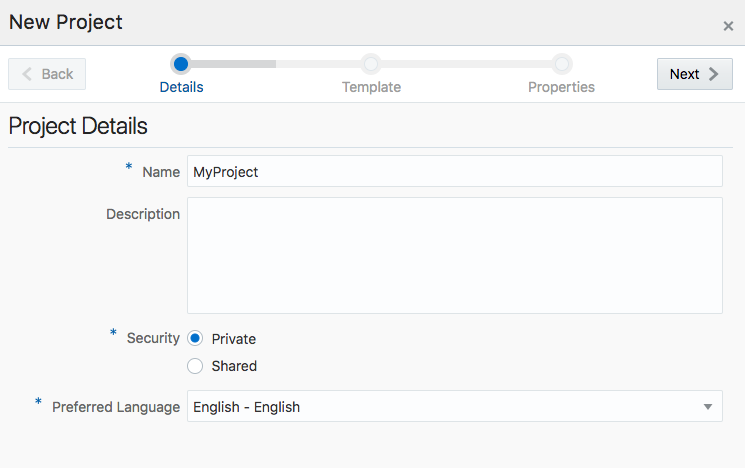 New Project
×
Back
Next
Details
Template
Properties
Project Details
* Name
MyProject
Description
* Security
Private
Shared
* Preferred Language
English - English